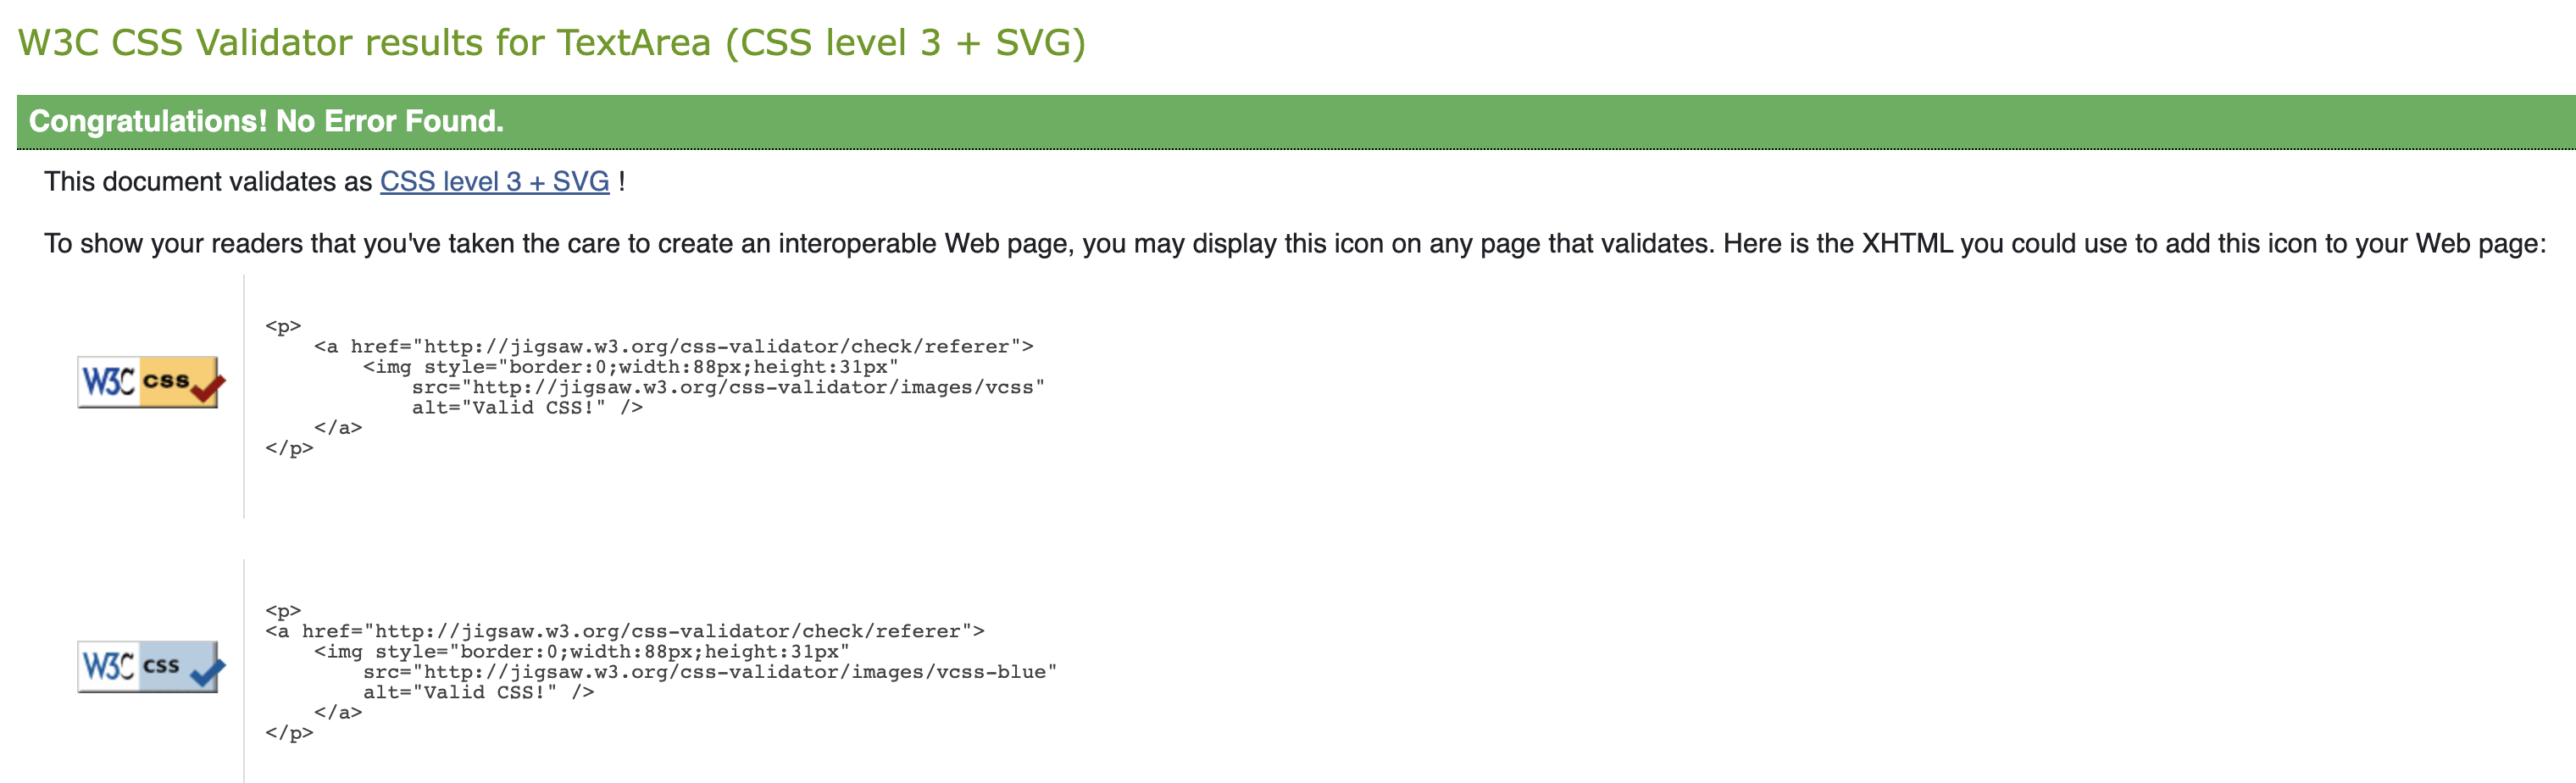 W3C CSS Validator results for TextArea (CSS level 3 + SVG)
Congratulations! No Error Found.
This document validates as CSS level 3 + SVG !
To show your readers that you've taken the care to create an interoperable Web page, you may display this icon on any page that validates. Here is the XHTML you could use to add this icon to your Web page:
W3C css
<p>
    <a href="http://jigsaw.w3.org/css-validator/check/referer">
        <img style="border:0;width:88px;height:31px"
            src="http://jigsaw.w3.org/css-validator/images/vcss"
            alt="Valid CSS!" />
    </a>
</p>
W3C css
<p>
<a href="http://jigsaw.w3.org/css-validator/check/referer">
    <img style="border:0;width:88px;height:31px"
        src="http://jigsaw.w3.org/css-validator/images/vcss-blue"
        alt="Valid CSS!" />
    </a>
</p>